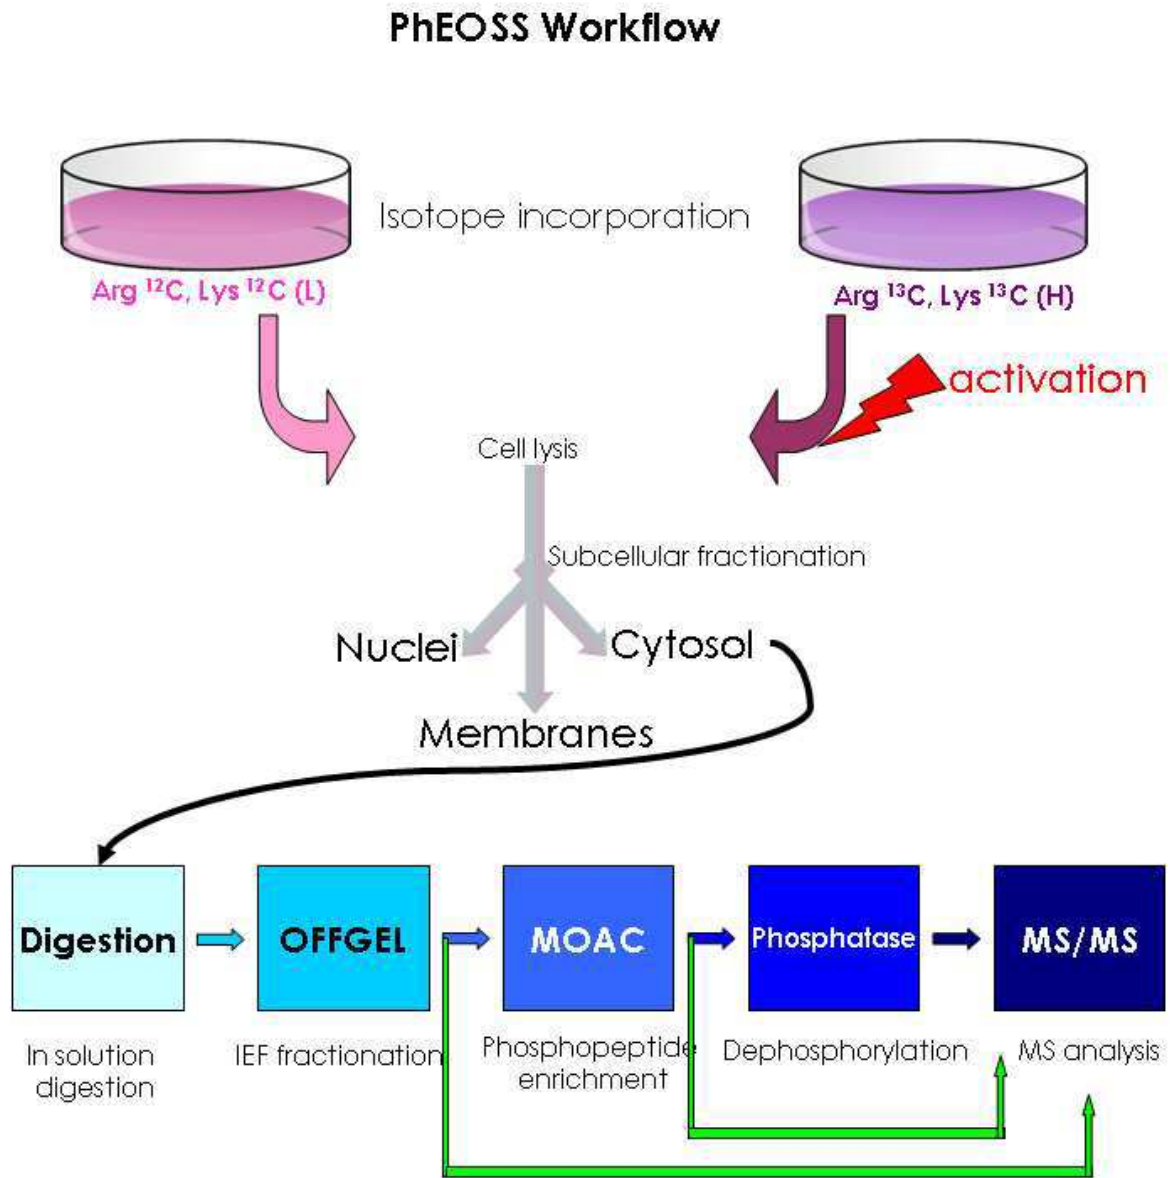 PhEOSS Workflow
Isotope incorporation
Arg ¹²C, Lys ¹²C (L)
Arg ¹³C, Lys ¹³C (H)
activation
Cell lysis
Subcellular fractionation
Nuclei
Cytosol
Membranes
Digestion
OFFGEL
MOAC
Phosphatase
MS/MS
In solution
digestion
IEF fractionation
Phosphopeptide
enrichment
Dephosphorylation
MS analysis